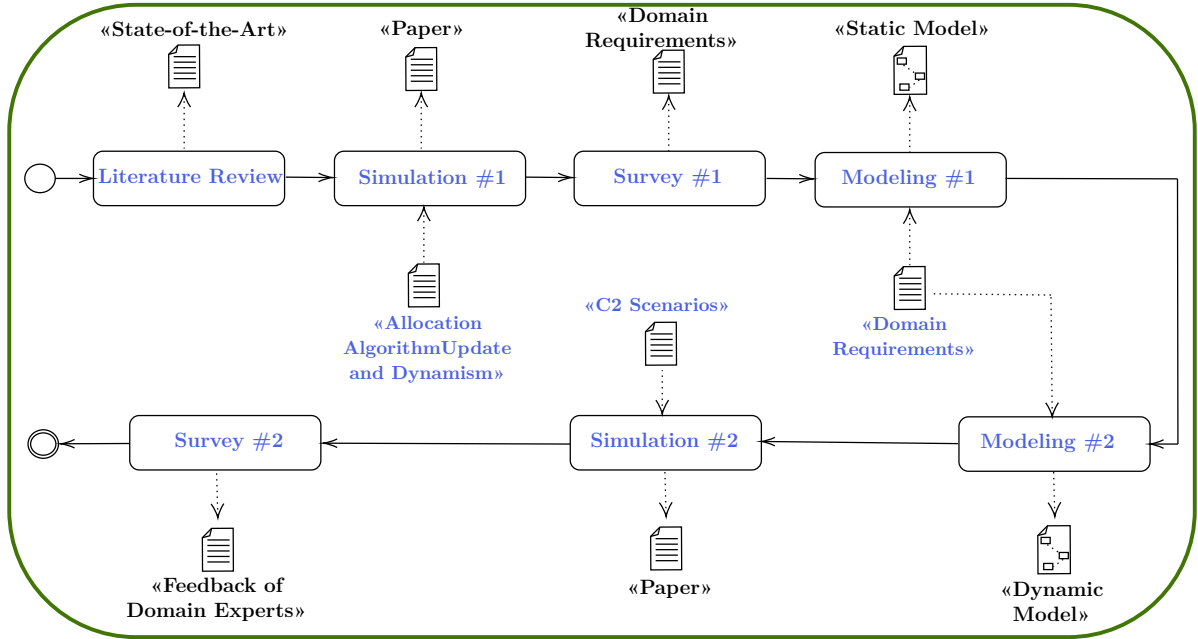 «State-of-the-Art»
«Paper»
«Domain
Requirements»
«Static Model»
Literature Review
Simulation #1
Survey #1
Modeling #1
«Allocation
AlgorithmUpdate
and Dynamism»
«C2 Scenarios»
«Domain
Requirements»
Survey #2
Simulation #2
Modeling #2
«Feedback of
Domain Experts»
«Paper»
«Dynamic
Model»